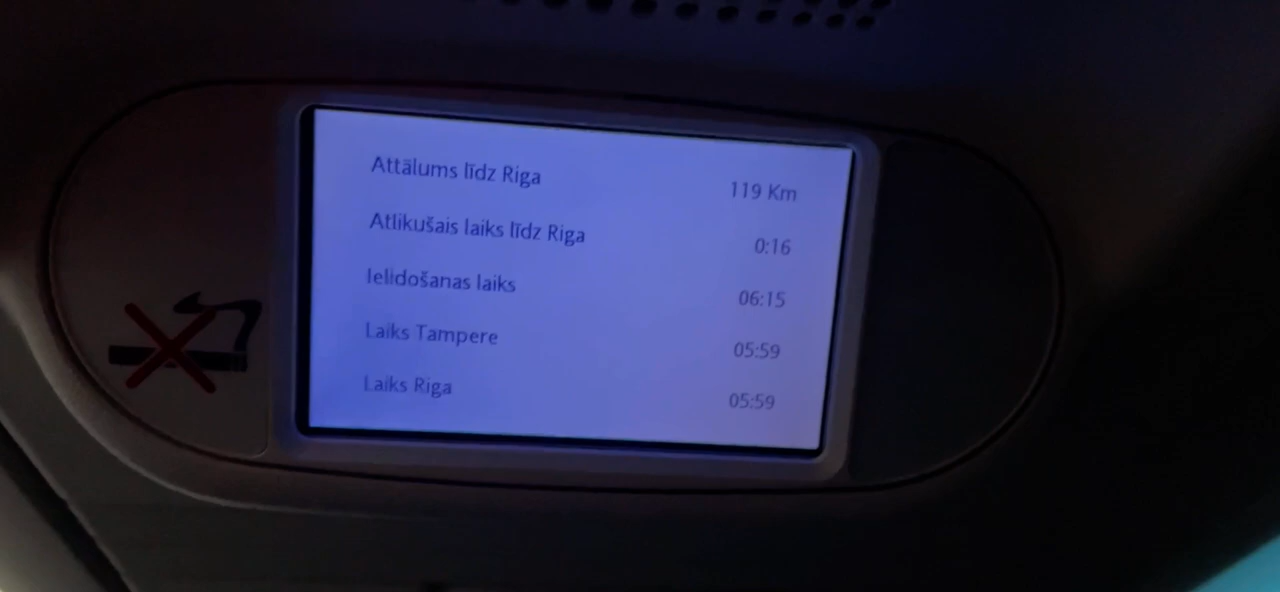 Attālums līdz Riga 119 Km
Atlikušais laiks līdz Riga 0:16
Ielidošanas laiks 06:15
Laiks Tampere 05:59
Laiks Riga 05:59